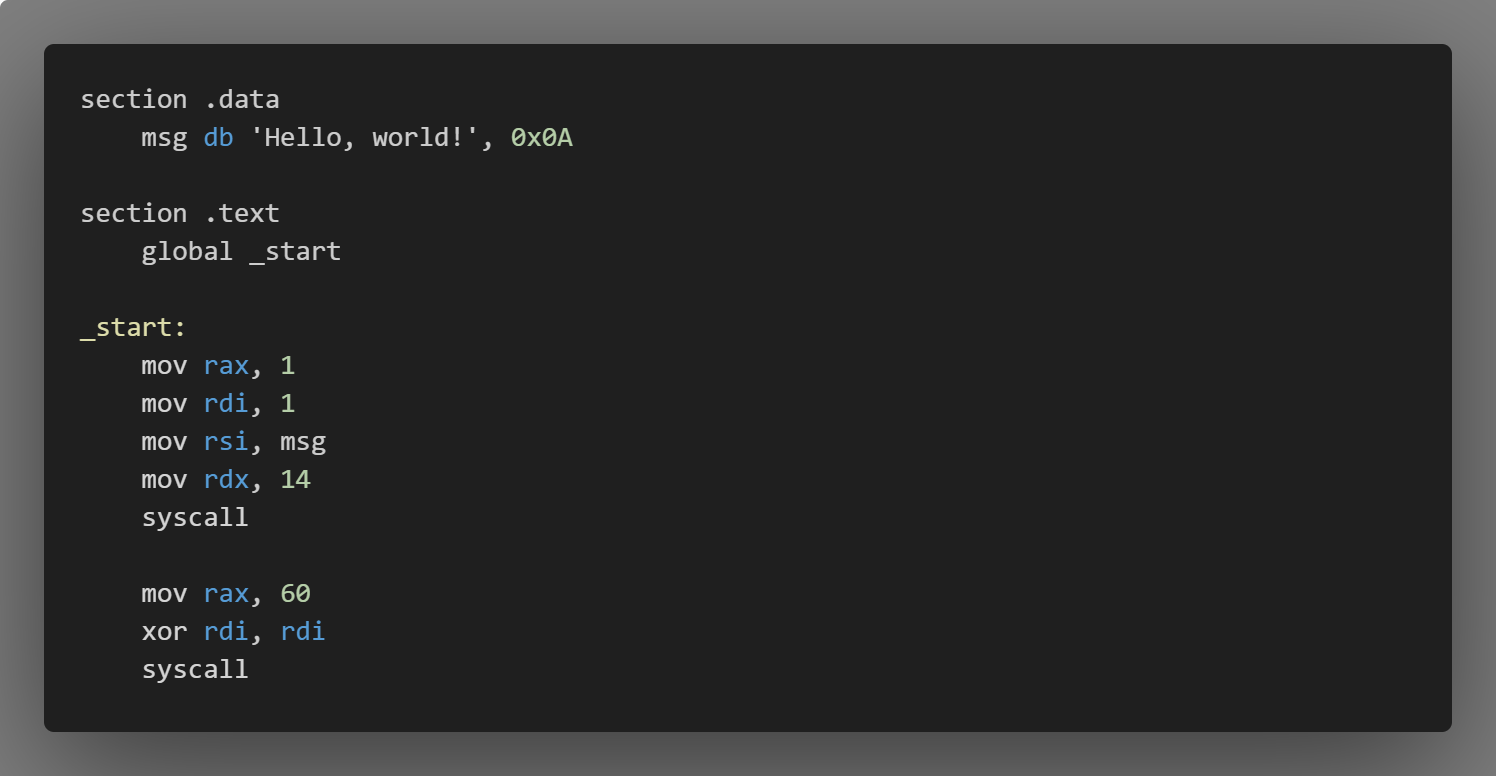 section .data
    msg db 'Hello, world!', 0x0A

section .text
    global _start

_start:
    mov rax, 1
    mov rdi, 1
    mov rsi, msg
    mov rdx, 14
    syscall

    mov rax, 60
    xor rdi, rdi
    syscall